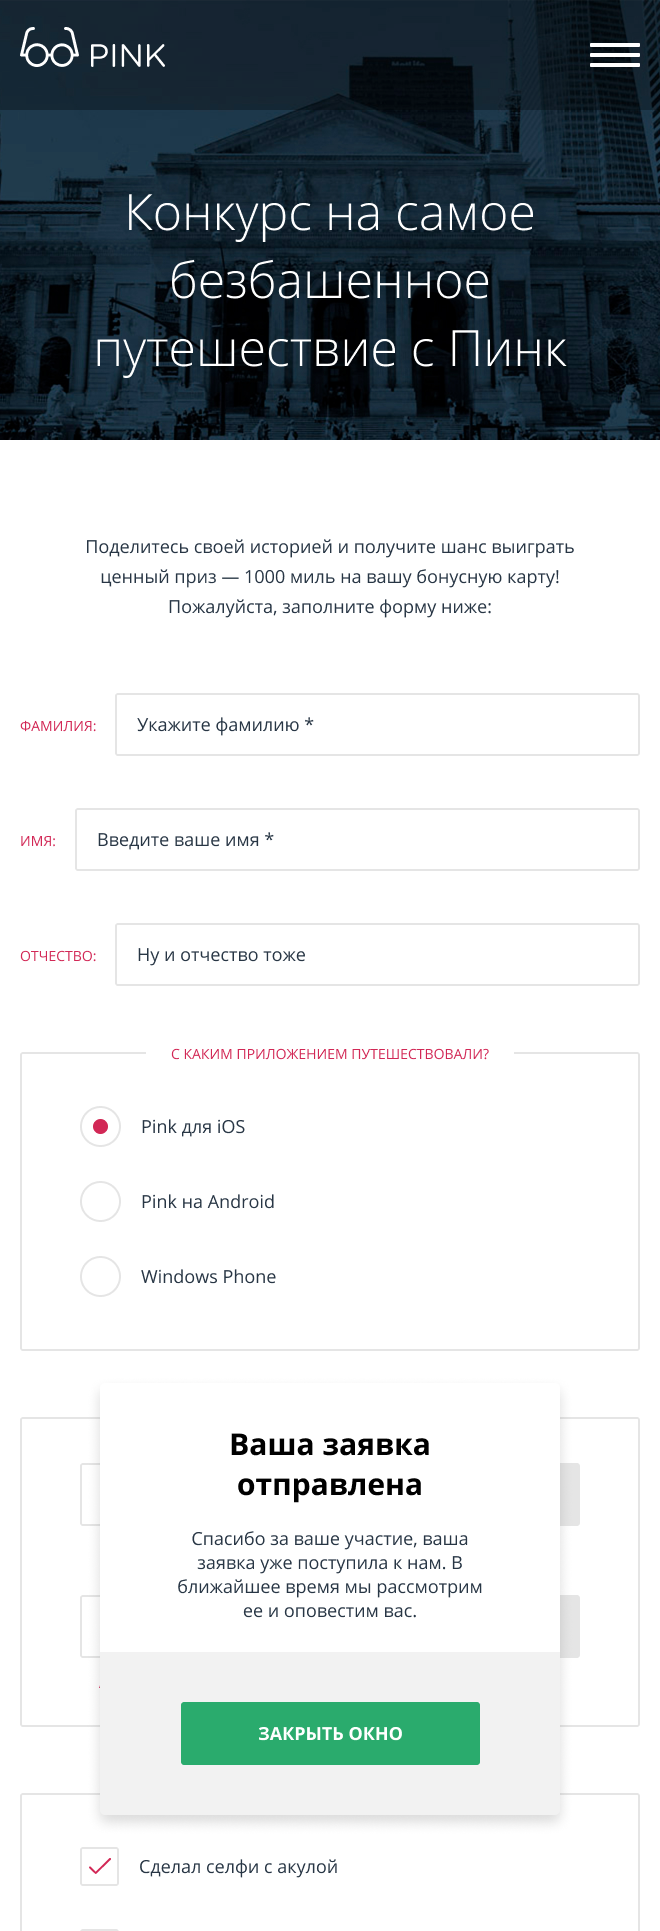 PINK
Конкурс на самое
безбашенное
путешествие с Пинк
Поделитесь своей историей и получите шанс выиграть
ценный приз — 1000 миль на вашу бонусную карту!
Пожалуйста, заполните форму ниже:
ФАМИЛИЯ: Укажите фамилию *
ИМЯ: Введите ваше имя *
ОТЧЕСТВО: Ну и отчество тоже
С КАКИМ ПРИЛОЖЕНИЕМ ПУТЕШЕСТВОВАЛИ?
Pink для iOS
Pink на Android
Windows Phone
Ваша заявка
отправлена
Спасибо за ваше участие, ваша
заявка уже поступила к нам. В
ближайшее время мы рассмотрим
ее и оповестим вас.
ЗАКРЫТЬ ОКНО
Сделал селфи с акулой